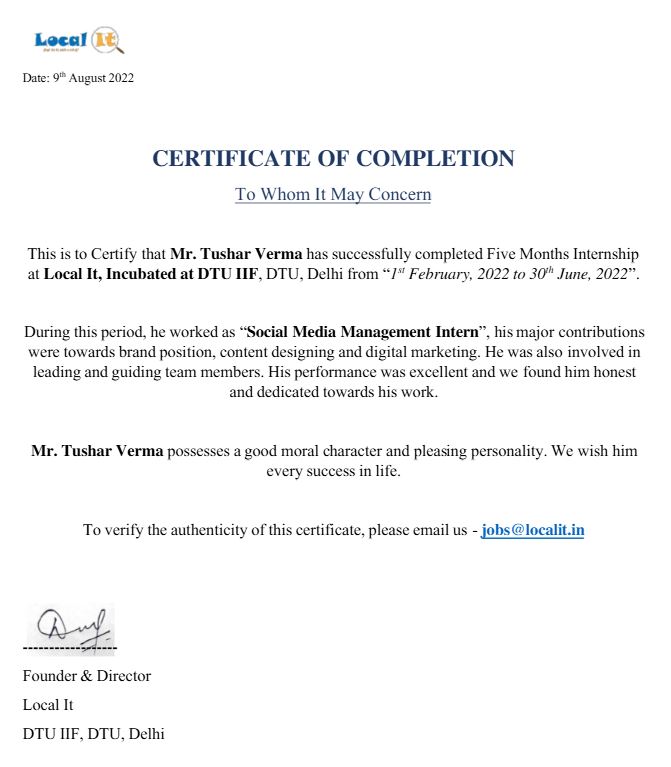 Local It
Date: 9th August 2022
CERTIFICATE OF COMPLETION
To Whom It May Concern
This is to Certify that Mr. Tushar Verma has successfully completed Five Months Internship
at Local It, Incubated at DTU IIF, DTU, Delhi from “1st February, 2022 to 30th June, 2022”.
During this period, he worked as “Social Media Management Intern”, his major contributions
were towards brand position, content designing and digital marketing. He was also involved in
leading and guiding team members. His performance was excellent and we found him honest
and dedicated towards his work.
Mr. Tushar Verma possesses a good moral character and pleasing personality. We wish him
every success in life.
To verify the authenticity of this certificate, please email us - jobs@localit.in
Founder & Director
Local It
DTU IIF, DTU, Delhi